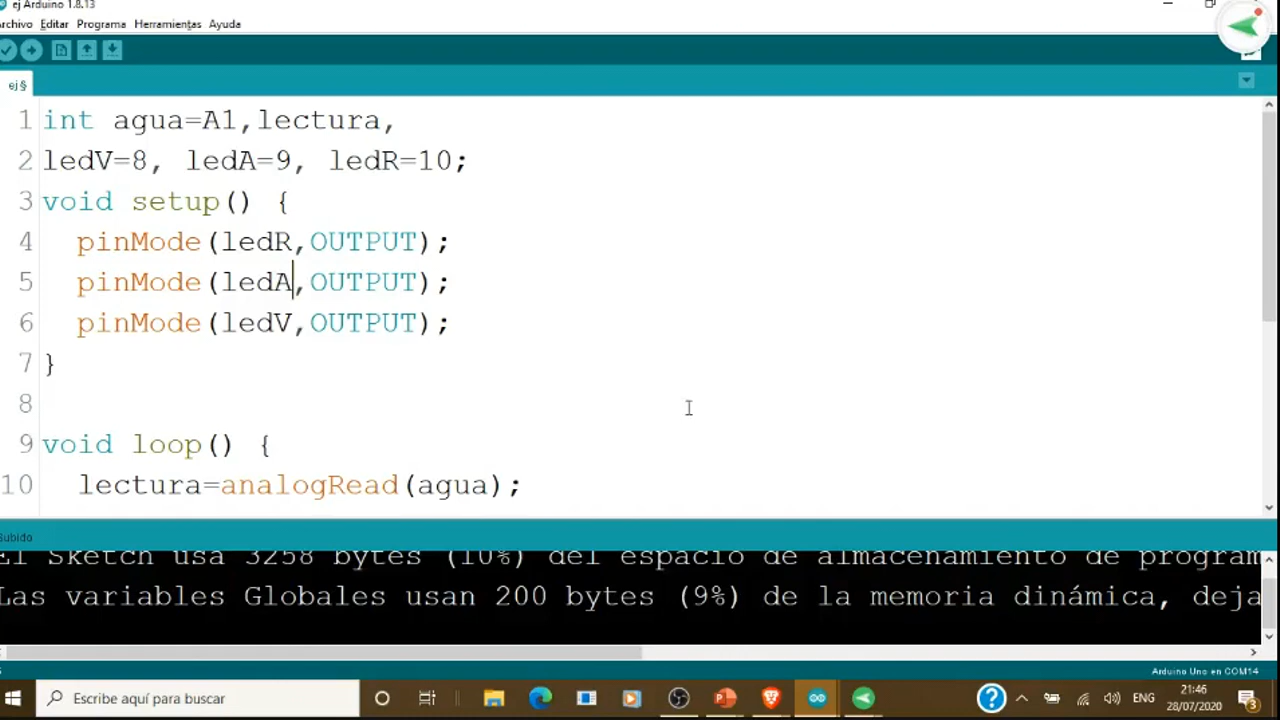 ej Arduino 1.8.13
Archivo Editar Programa Herramientas Ayuda
ej §
1 int agua=A1,lectura,
2 ledV=8, ledA=9, ledR=10;
3 void setup() {
4 pinMode(ledR,OUTPUT);
5 pinMode(ledA,OUTPUT);
6 pinMode(ledV,OUTPUT);
7 }
8
9 void loop() {
10 lectura=analogRead(agua);
Subido
El Sketch usa 3258 bytes (10%) del espacio de almacenamiento de program
Las variables Globales usan 200 bytes (9%) de la memoria dinámica, deja
Arduino Uno en COM14
Escribe aquí para buscar
ENG
21:46
28/07/2020
3